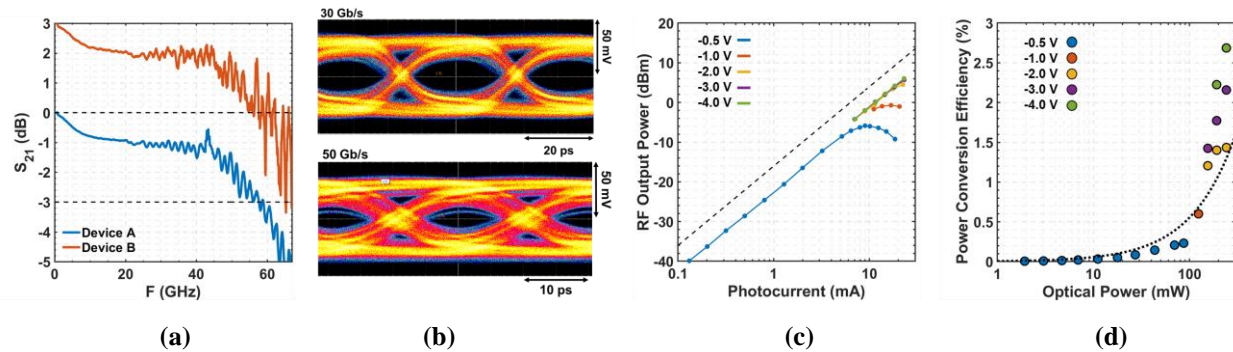 3
2
1
0
-1
-2
-3
-4
-5
S21 (dB)
Device A
Device B
0
20
40
60
F (GHz)
(a)
30 Gb/s
50 mV
20 ps
50 Gb/s
50 mV
10 ps
(b)
20
10
0
-10
-20
-30
-40
RF Output Power (dBm)
-0.5 V
-1.0 V
-2.0 V
-3.0 V
-4.0 V
0.1
1
10
Photocurrent (mA)
(c)
3
2.5
2
1.5
1
0.5
0
Power Conversion Efficiency (%)
-0.5 V
-1.0 V
-2.0 V
-3.0 V
-4.0 V
1
10
100
Optical Power (mW)
(d)